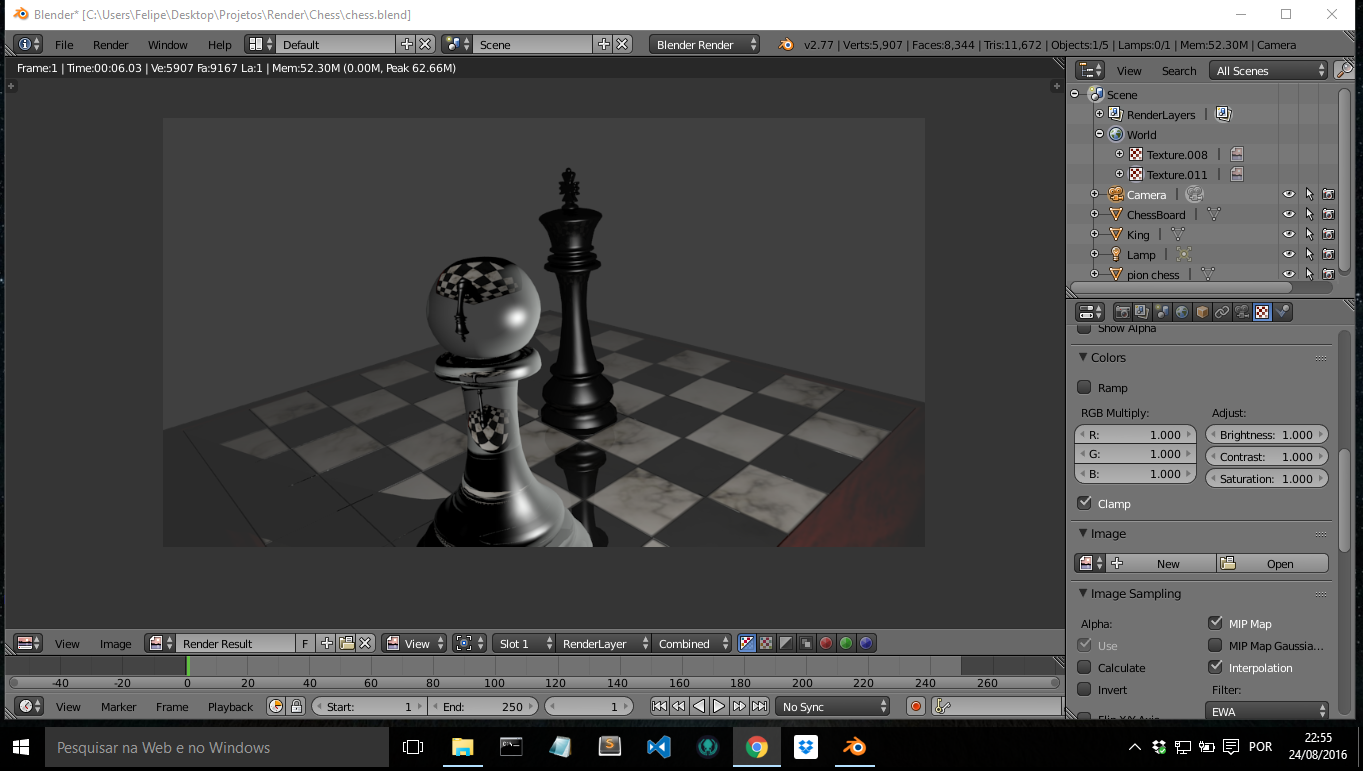 Blender* [C:\Users\Felipe\Desktop\Projetos\Render\Chess\chess.blend]
File Render Window Help Default Scene Blender Render v2.77 | Verts:5,907 | Faces:8,344 | Tris:11,672 | Objects:1/5 | Lamps:0/1 | Mem:52.30M | Camera
Frame:1 | Time:00:06.03 | Ve:5907 Fa:9167 La:1 | Mem:52.30M (0.00M, Peak 62.66M)
View Search All Scenes
Scene
RenderLayers |
World
Texture.008 |
Texture.011 |
Camera |
ChessBoard |
King |
Lamp |
pion chess |
Show Alpha
Colors
Ramp
RGB Multiply: Adjust:
R: 1.000 Brightness: 1.000
G: 1.000 Contrast: 1.000
B: 1.000 Saturation: 1.000
Clamp
Image
New Open
Image Sampling
Alpha: MIP Map
Use MIP Map Gaussia...
Calculate Interpolation
Invert Filter:
Flip X/Y Axis EWA
View Image Render Result F View Slot 1 RenderLayer Combined
-40 -20 0 20 40 60 80 100 120 140 160 180 200 220 240 260
View Marker Frame Playback Start: 1 End: 250 1 No Sync
Pesquisar na Web e no Windows
POR
22:55
24/08/2016